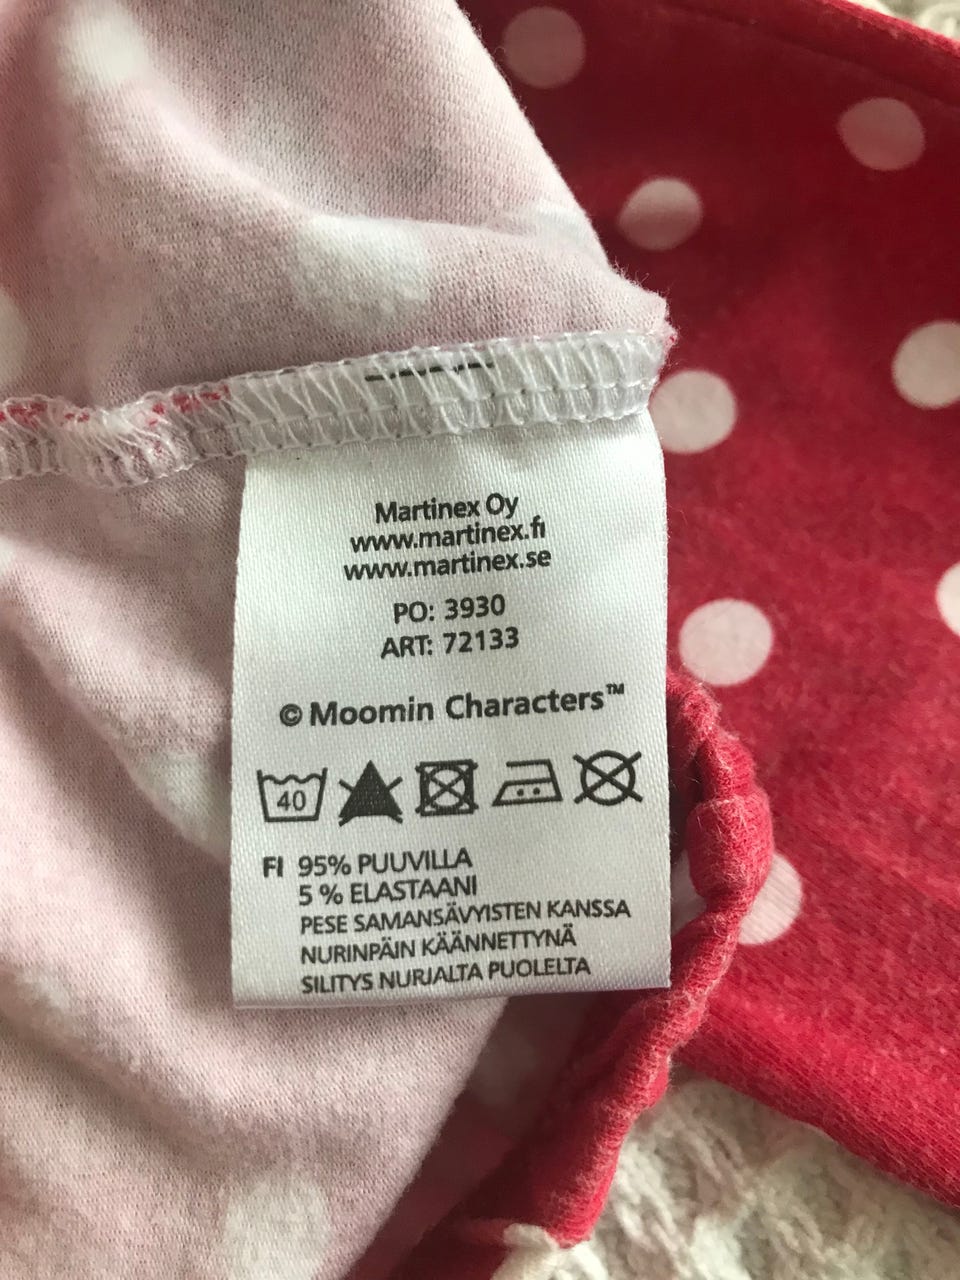 Martinex Oy
www.martinex.fi
www.martinex.se
PO: 3930
ART: 72133
© Moomin Characters™
40
FI 95% PUUVILLA
5 % ELASTAANI
PESE SAMANSÄVYISTEN KANSSA
NURINPÄIN KÄÄNNETTYNÄ
SILITYS NURJALTA PUOLELTA